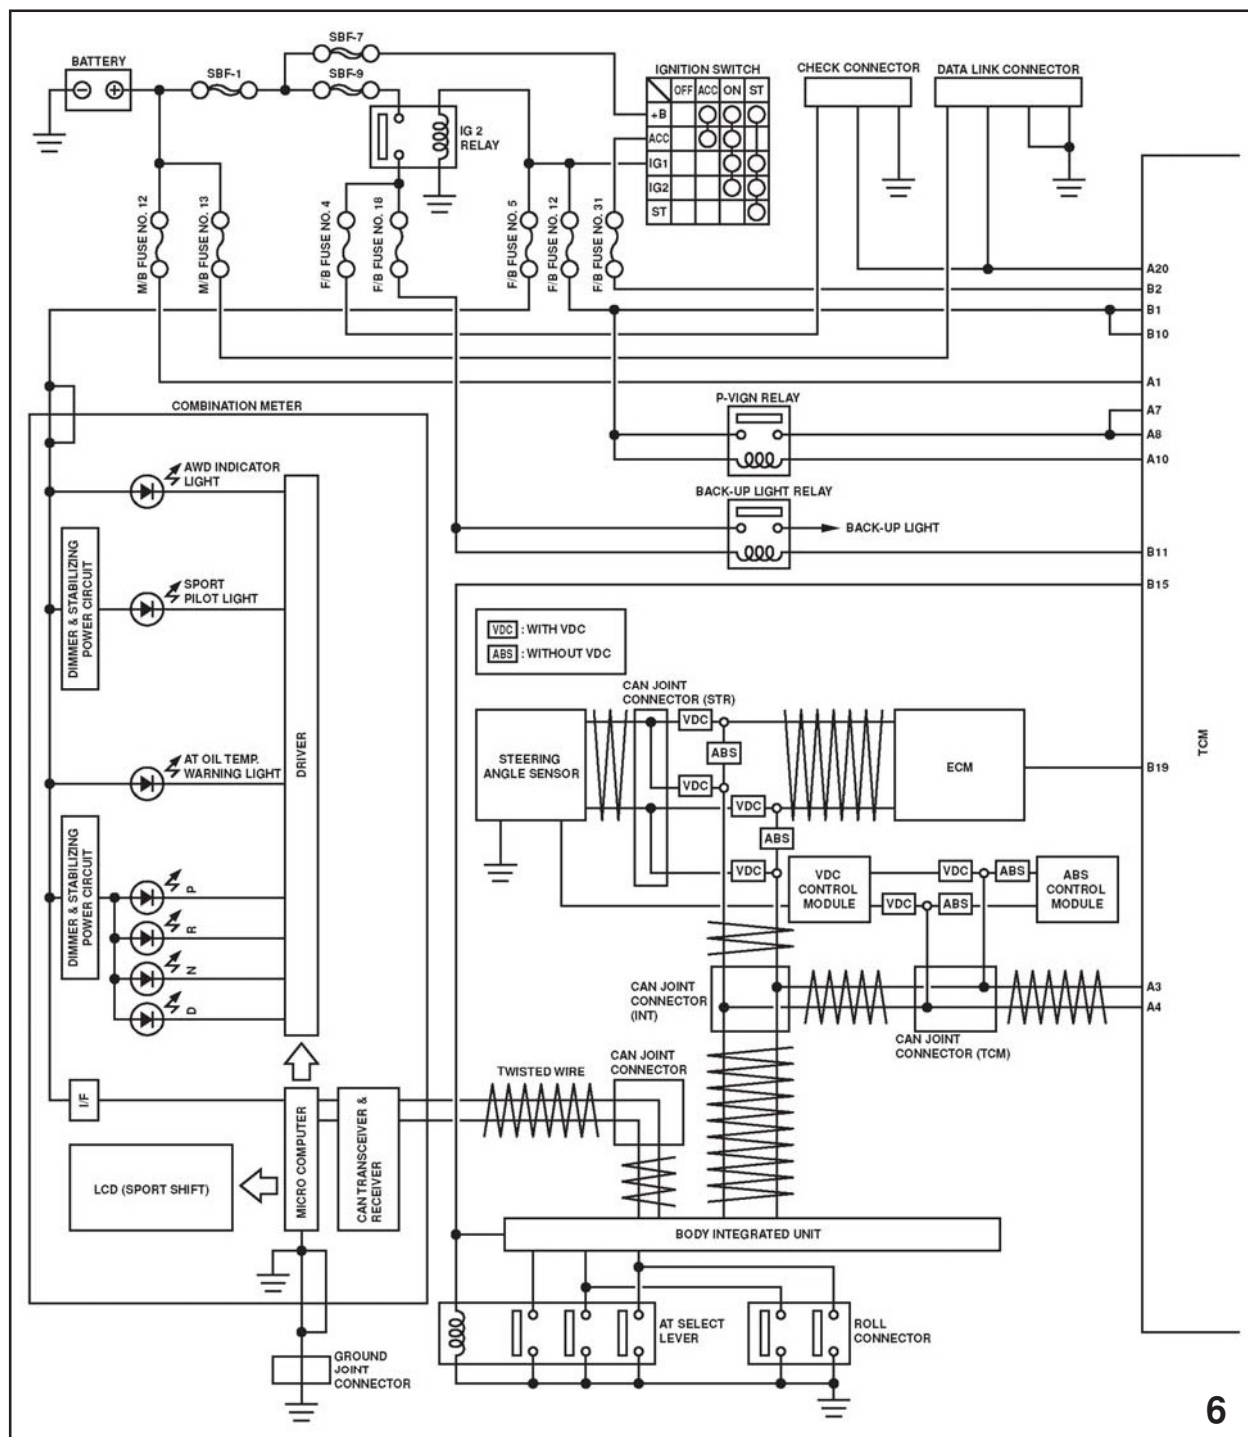 SBF-7
BATTERY
SBF-1
SBF-9
IG 2
RELAY
IGNITION SWITCH
OFF ACC ON ST
+B
ACC
IG1
IG2
ST
CHECK CONNECTOR
DATA LINK CONNECTOR
M/B FUSE NO. 12
M/B FUSE NO. 13
F/B FUSE NO. 4
F/B FUSE NO. 18
F/B FUSE NO. 5
F/B FUSE NO. 12
F/B FUSE NO. 31
A20
B2
B1
B10
A1
A7
A8
A10
B11
B15
B19
A3
A4
TCM
P-VIGN RELAY
BACK-UP LIGHT RELAY
BACK-UP LIGHT
COMBINATION METER
AWD INDICATOR
LIGHT
SPORT
PILOT LIGHT
DIMMER & STABILIZING
POWER CIRCUIT
AT OIL TEMP.
WARNING LIGHT
DRIVER
DIMMER & STABILIZING
POWER CIRCUIT
P
R
N
D
VDC : WITH VDC
ABS : WITHOUT VDC
CAN JOINT
CONNECTOR (STR)
STEERING
ANGLE SENSOR
VDC
ABS
VDC
VDC
ABS
VDC
ECM
VDC
CONTROL
MODULE
VDC
ABS
VDC
ABS
ABS
CONTROL
MODULE
CAN JOINT
CONNECTOR
(INT)
CAN JOINT
CONNECTOR (TCM)
TWISTED WIRE
CAN JOINT
CONNECTOR
I/F
MICRO COMPUTER
CAN TRANSCEIVER &
RECEIVER
LCD (SPORT SHIFT)
BODY INTEGRATED UNIT
AT SELECT
LEVER
ROLL
CONNECTOR
GROUND
JOINT
CONNECTOR
6